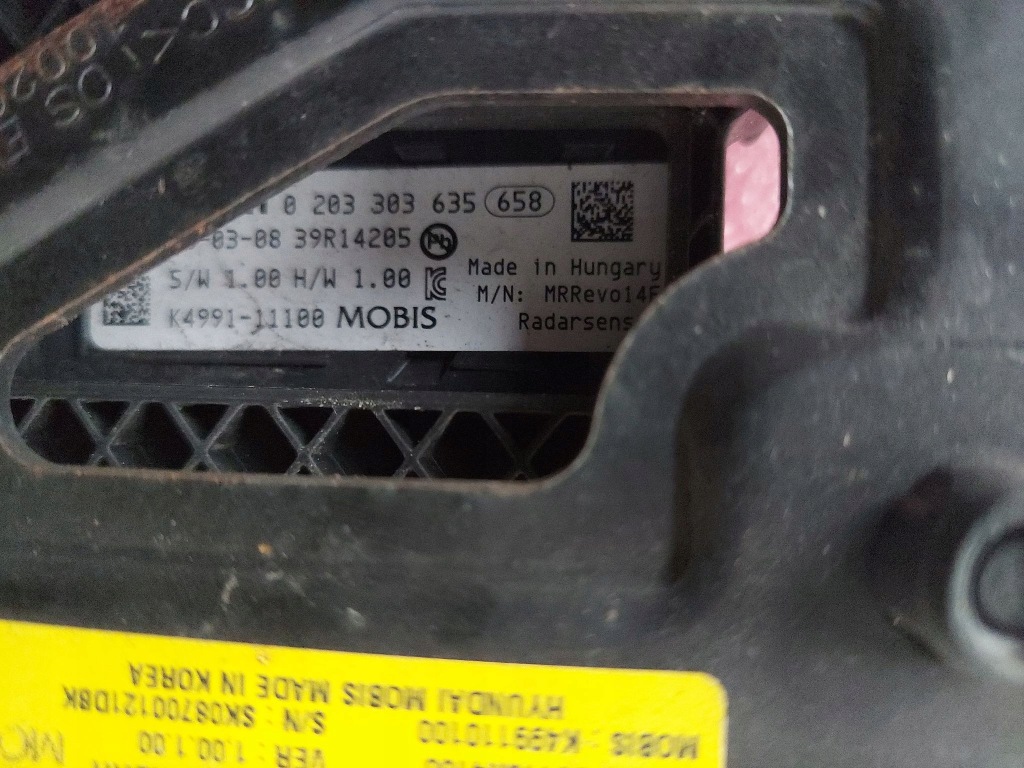 0 203 303 635 658
-03-08 39R14205 Pb
S/W 1.00 H/W 1.00
K4991-11100 MOBIS
Made in Hungary
M/N: MRRevo14F
Radarsens
MOBIS : K499110100
HYUNDAI MOBIS MADE IN KOREA
VER : 1.00.1.00
S/N : SK08700121D8K